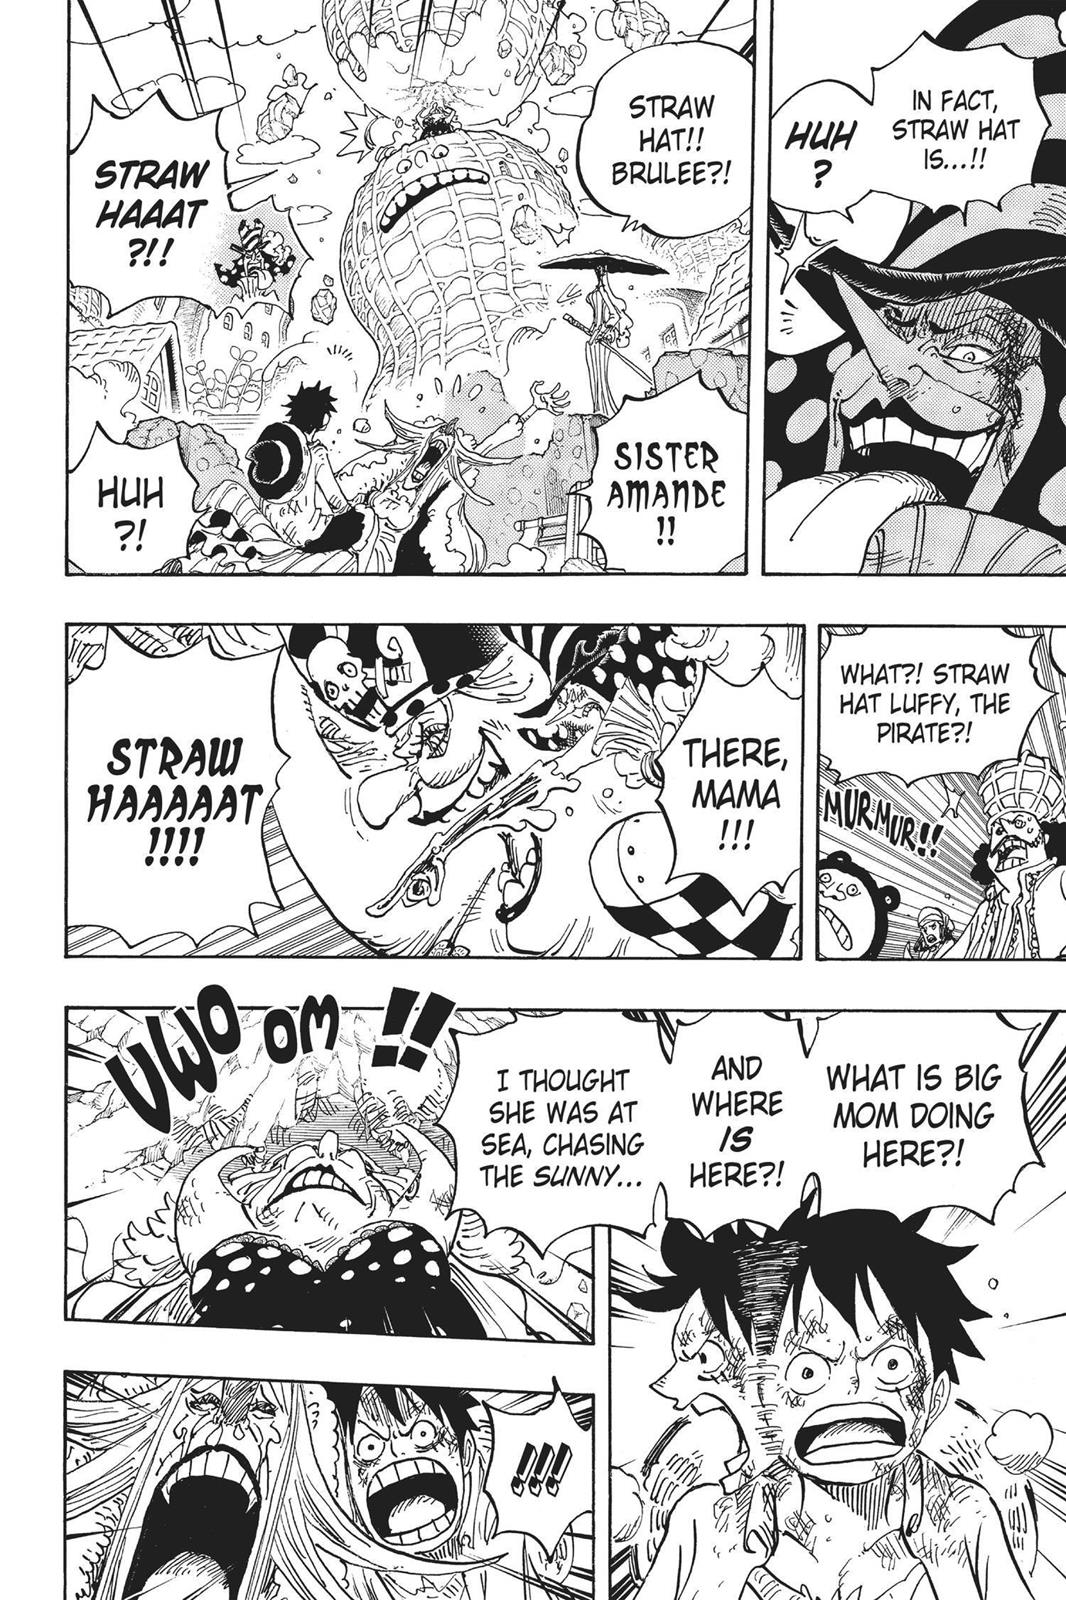 IN FACT,
STRAW HAT
IS...!!
HUH
?
STRAW
HAT!!
BRULEE?!
STRAW
HAAAT
?!!
SISTER
AMANDE
!!
HUH
?!
WHAT?! STRAW
HAT LUFFY, THE
PIRATE?!
MURMUR!!
THERE,
MAMA
!!!
STRAW
HAAAAAT
!!!!
WHAT IS BIG
MOM DOING
HERE?!
AND
WHERE
IS
HERE?!
I THOUGHT
SHE WAS AT
SEA, CHASING
THE SUNNY...
UWO OM !!
!!!